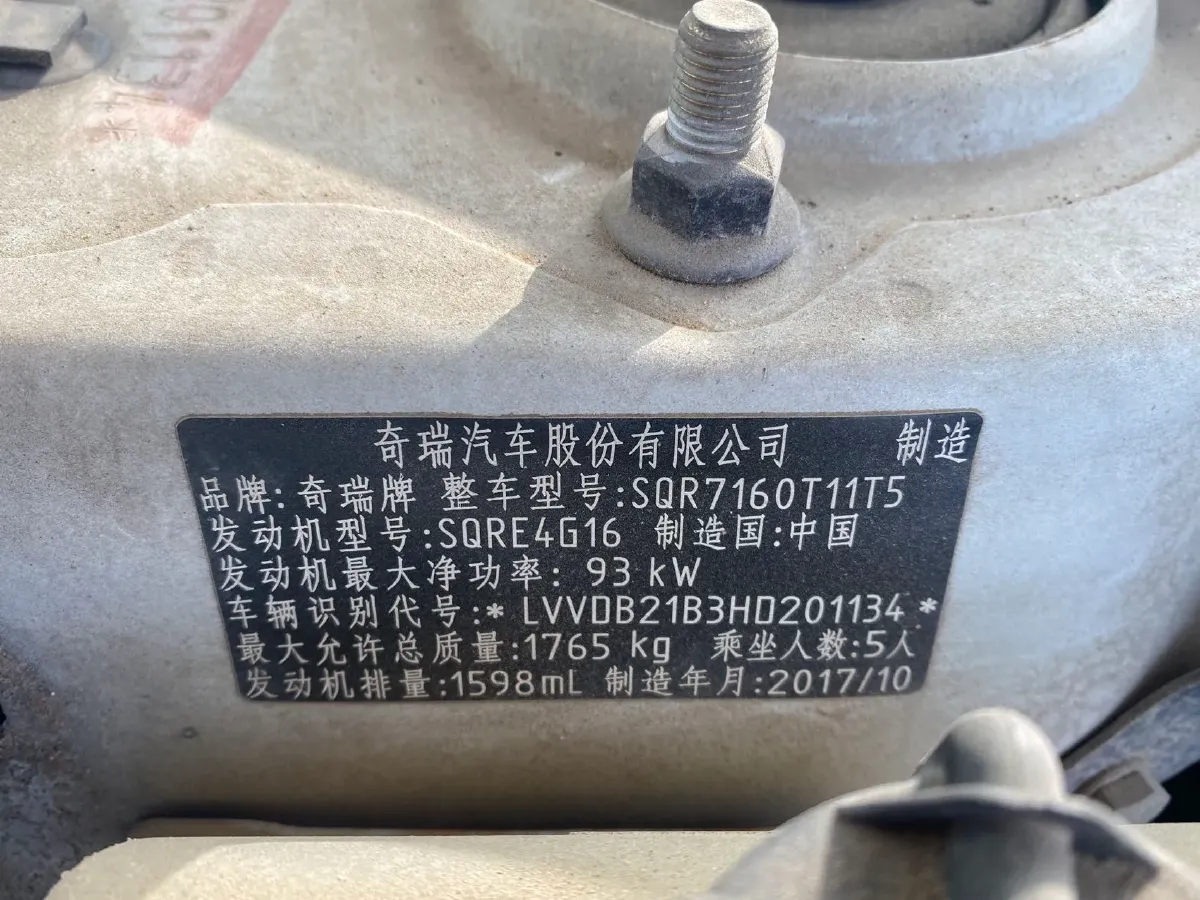 奇瑞汽车股份有限公司 制造
品牌: 奇瑞牌 整车型号:SQR7160T11T5
发动机型号:SQRE4G16 制造国:中国
发动机最大净功率: 93 kW
车辆识别代号:* LVVDB21B3HD201134 *
最大允许总质量:1765 kg 乘坐人数:5人
发动机排量:1598mL 制造年月:2017/10